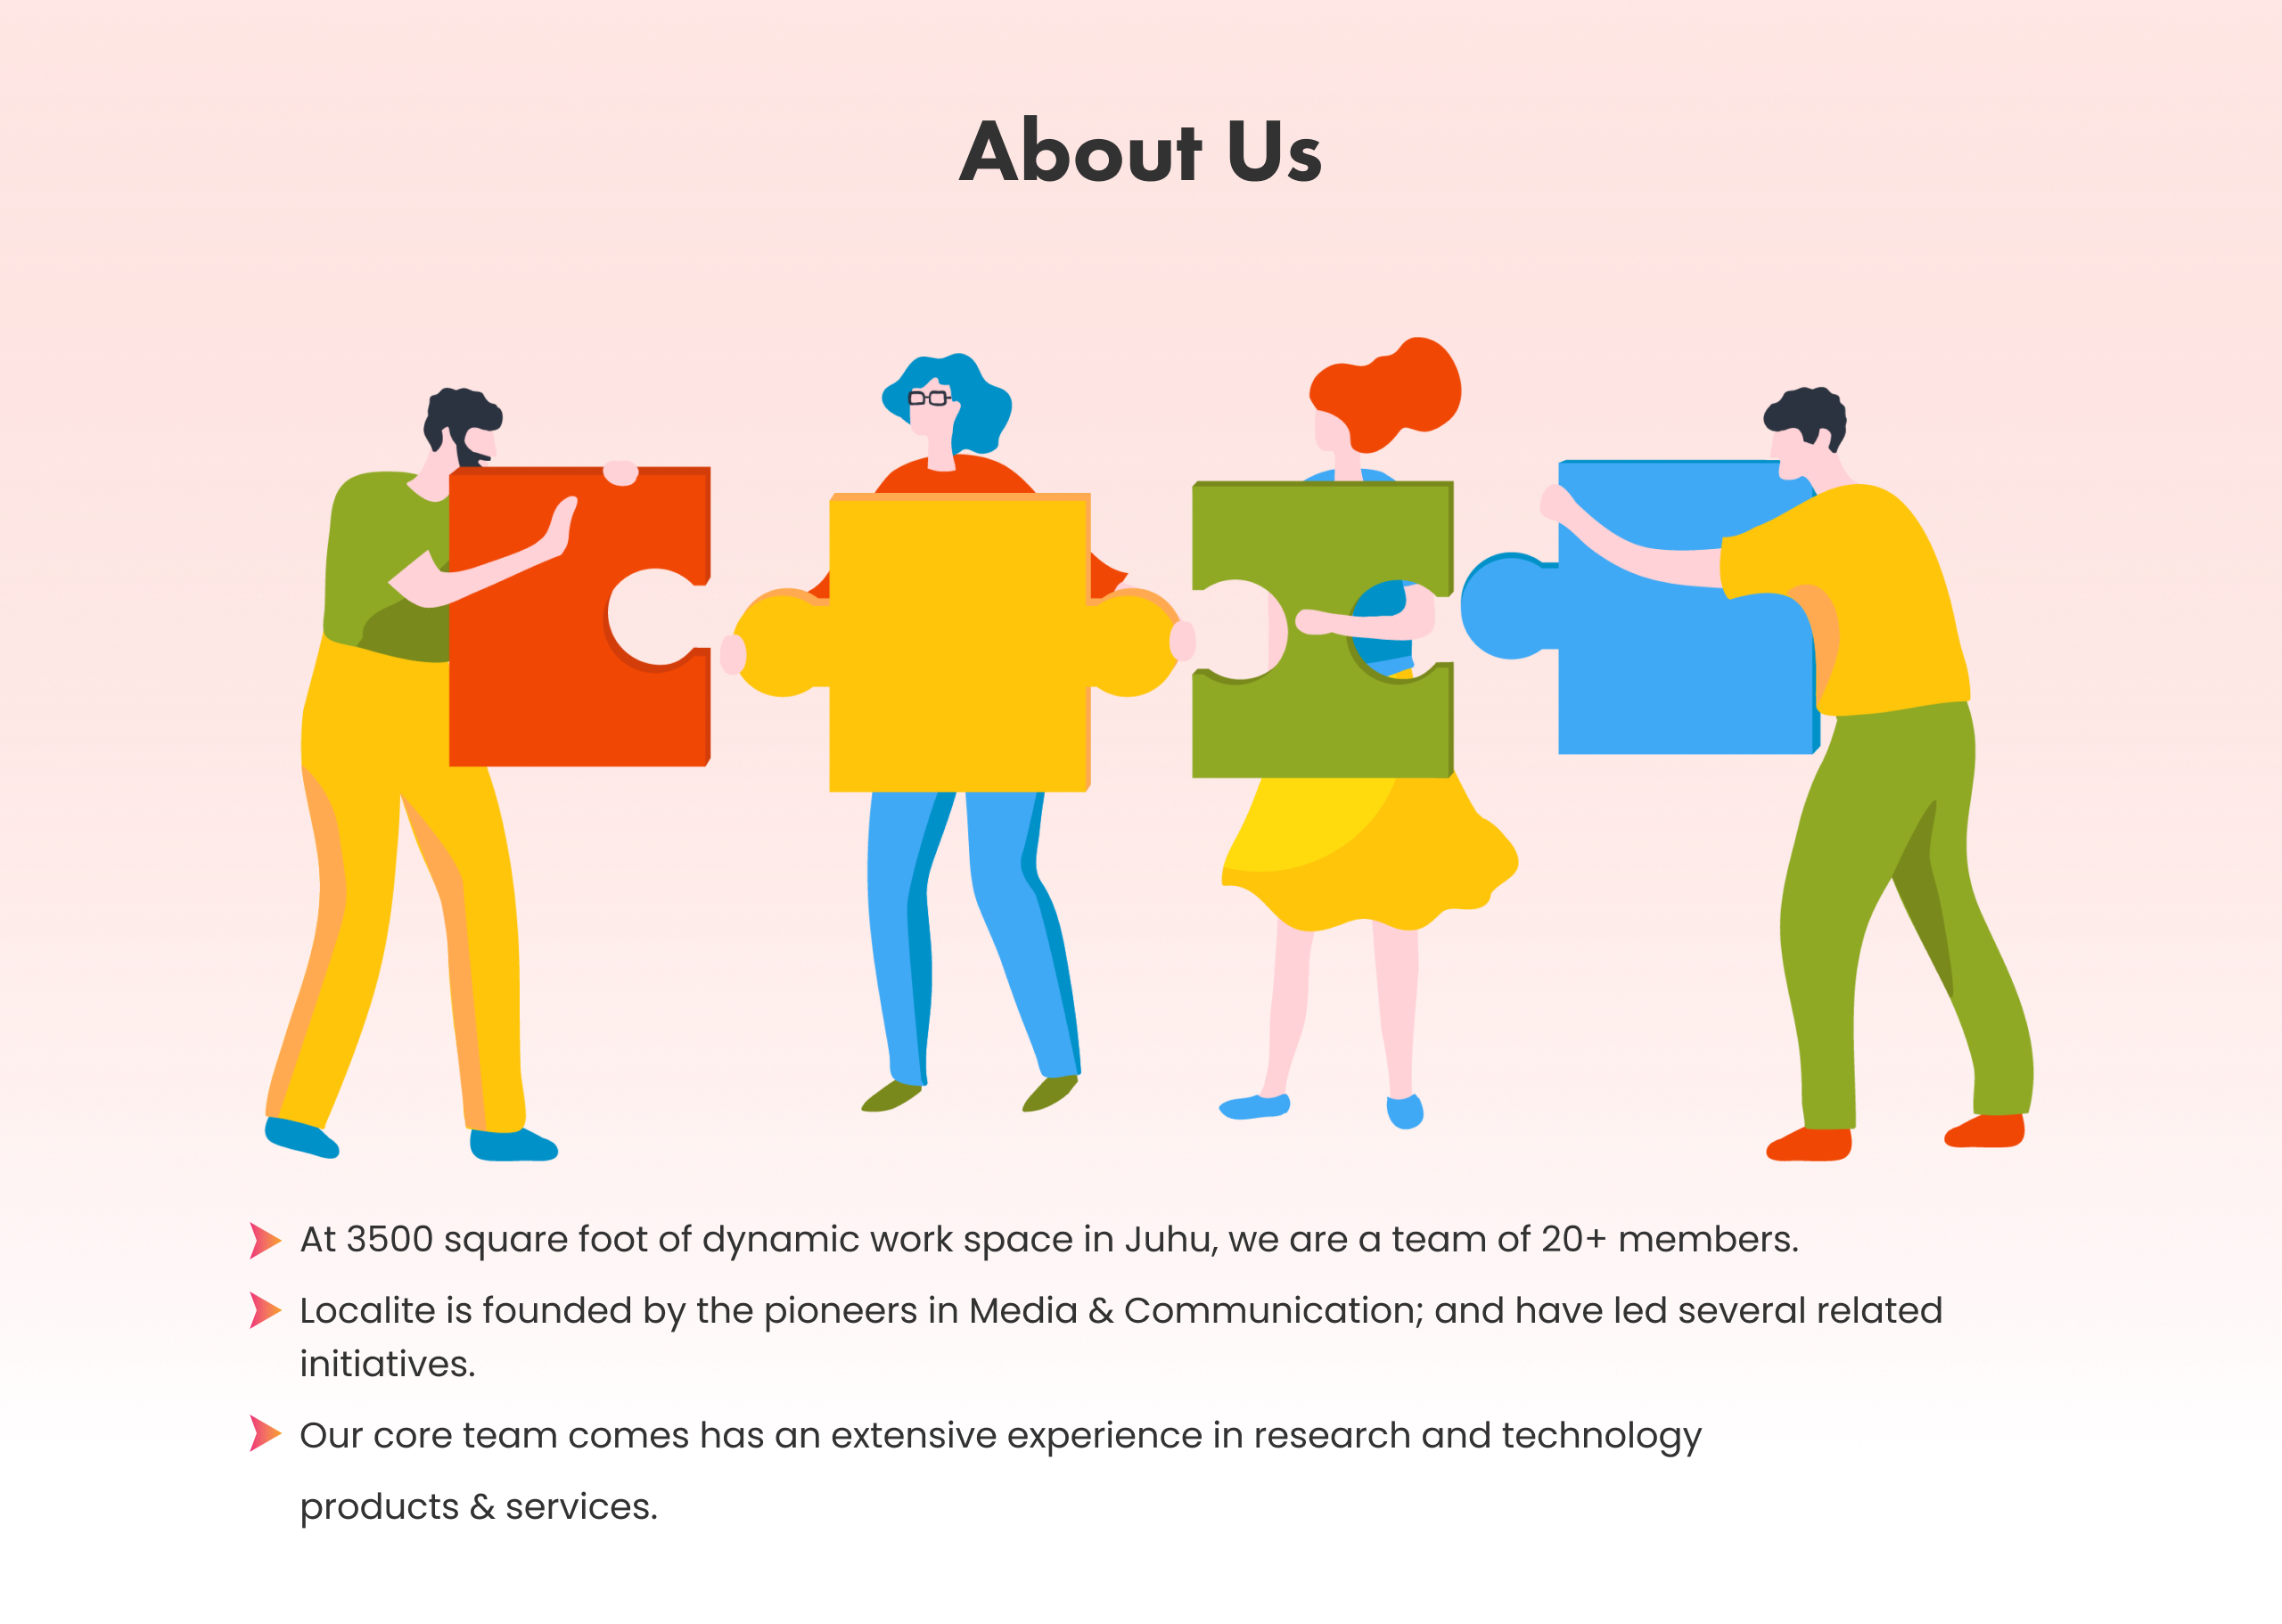 About Us
At 3500 square foot of dynamic work space in Juhu, we are a team of 20+ members.
Localite is founded by the pioneers in Media & Communication; and have led several related
initiatives.
Our core team comes has an extensive experience in research and technology
products & services.